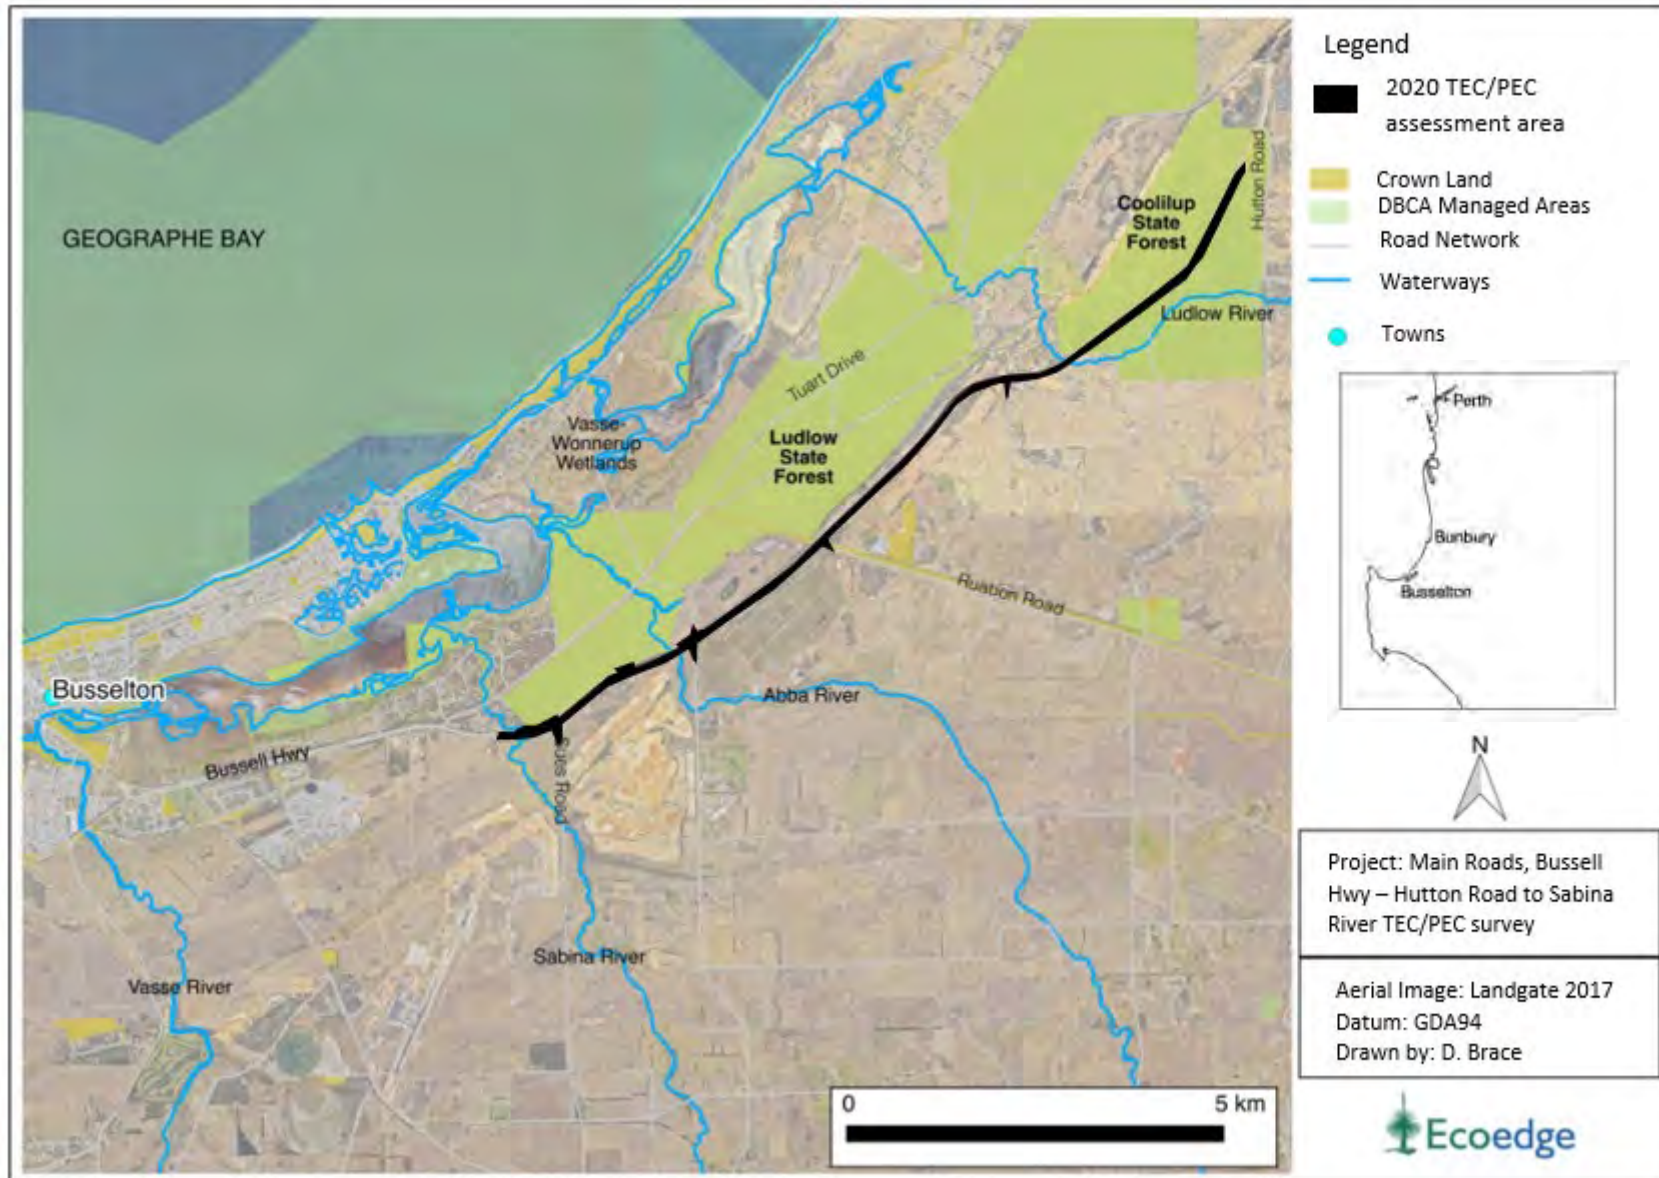 GEOGRAPHE BAY
Coolilup
State
Forest
Hutton Road
Ludlow River
Tuart Drive
Vasse-
Wonnerup
Wetlands
Ludlow
State
Forest
Ruabon Road
Busselton
Abba River
Bussell Hwy
Sues Road
Sabina River
Vasse River
0 5 km
Legend
2020 TEC/PEC
assessment area
Crown Land
DBCA Managed Areas
Road Network
Waterways
Towns
Perth
Bunbury
Busselton
N
Project: Main Roads, Bussell
Hwy – Hutton Road to Sabina
River TEC/PEC survey
Aerial Image: Landgate 2017
Datum: GDA94
Drawn by: D. Brace
Ecoedge